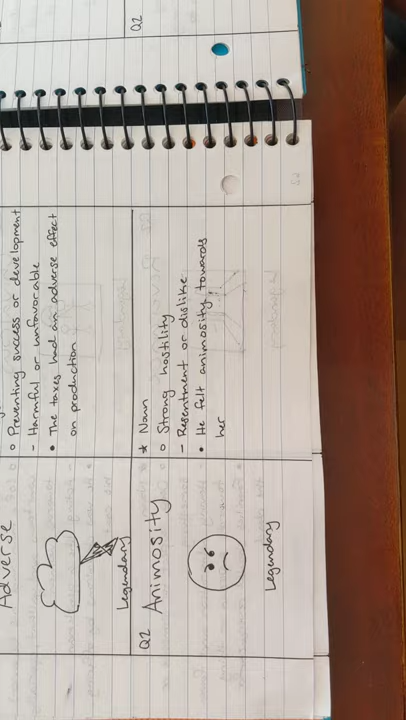 Q2
52
Adverse
Legendary
○ Preventing success or development
- Harmful or unfavorable
• The taxes had an adverse effect
on production
Q2
Animosity
Legendary
* Noun
○ Strong hostility
- Resentment or dislike
• He felt animosity towards
her